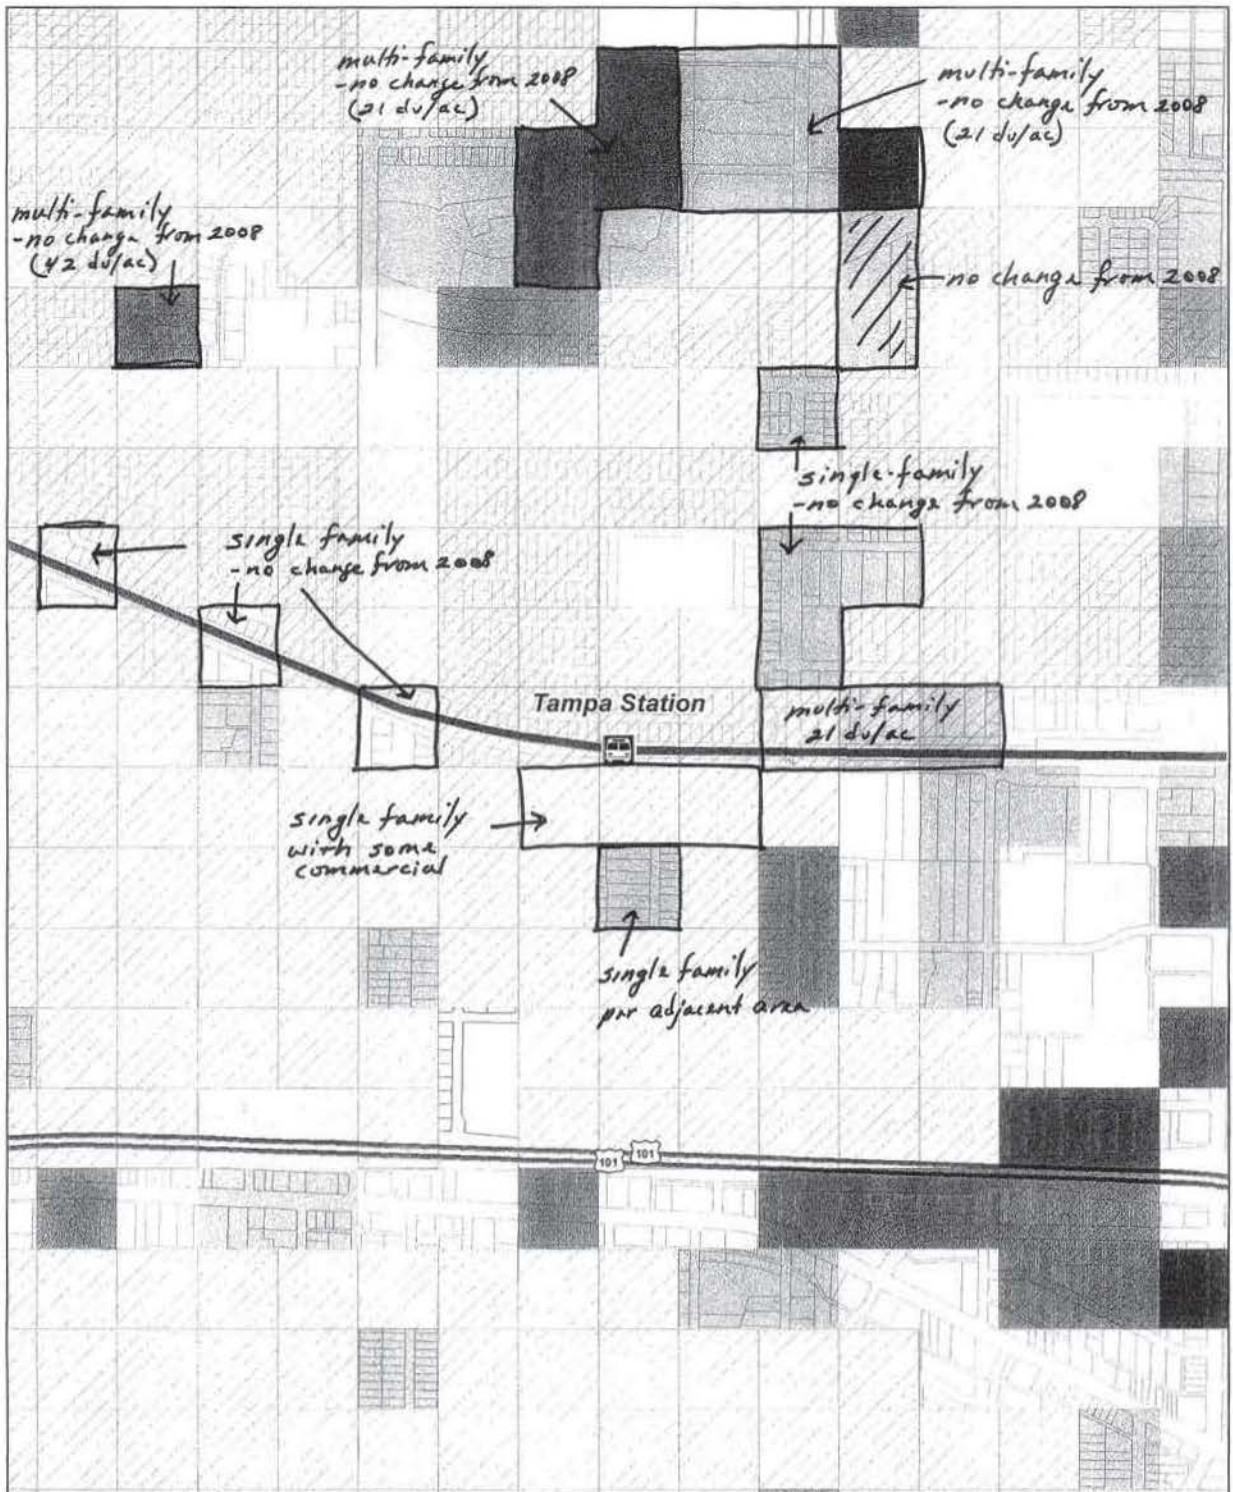 multi-family
-no change from 2008
(21 du/ac)
multi-family
-no change from 2008
(21 du/ac)
multi-family
-no change from 2008
(42 du/ac)
no change from 2008
single-family
-no change from 2008
single family
-no change from 2008
Tampa Station
multi-family
21 du/ac
single family
with some
commercial
single family
per adjacent area
101
101